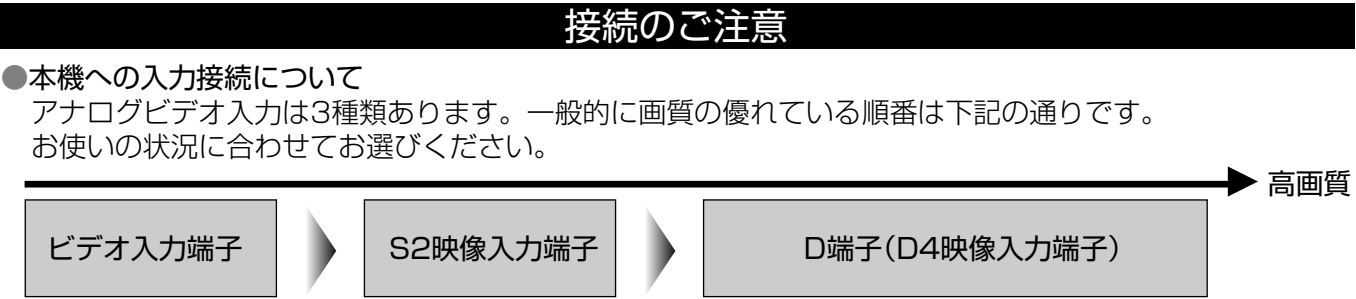 接続のご注意
●本機への入力接続について
アナログビデオ入力は3種類あります。一般的に画質の優れている順番は下記の通りです。
お使いの状況に合わせてお選びください。
高画質
ビデオ入力端子 S2映像入力端子 D端子(D4映像入力端子)